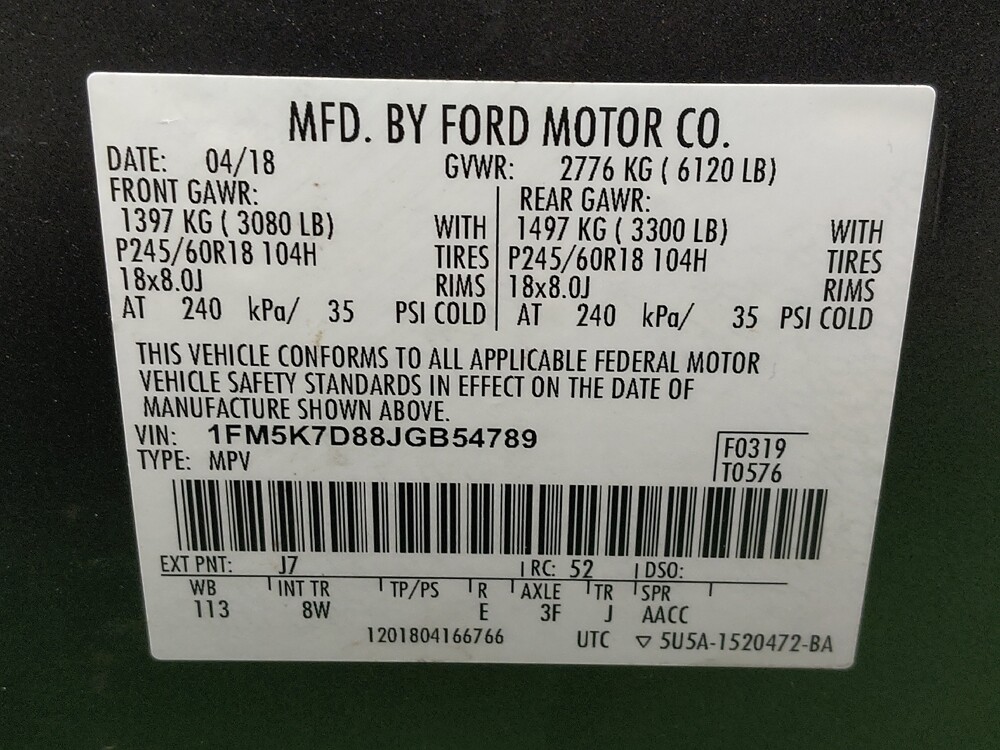 MFD. BY FORD MOTOR CO.
DATE: 04/18 GVWR: 2776 KG ( 6120 LB)
FRONT GAWR: REAR GAWR:
1397 KG ( 3080 LB) WITH 1497 KG ( 3300 LB) WITH
P245/60R18 104H TIRES P245/60R18 104H TIRES
18x8.0J RIMS 18x8.0J RIMS
AT 240 kPa/ 35 PSI COLD AT 240 kPa/ 35 PSI COLD
THIS VEHICLE CONFORMS TO ALL APPLICABLE FEDERAL MOTOR
VEHICLE SAFETY STANDARDS IN EFFECT ON THE DATE OF
MANUFACTURE SHOWN ABOVE.
VIN: 1FM5K7D88JGB54789 F0319
TYPE: MPV T0576
EXT PNT: J7 RC: 52 DSO:
WB INT TR TP/PS R AXLE TR SPR
113 8W E 3F J AACC
1201804166766 UTC ▽ 5U5A-1520472-BA